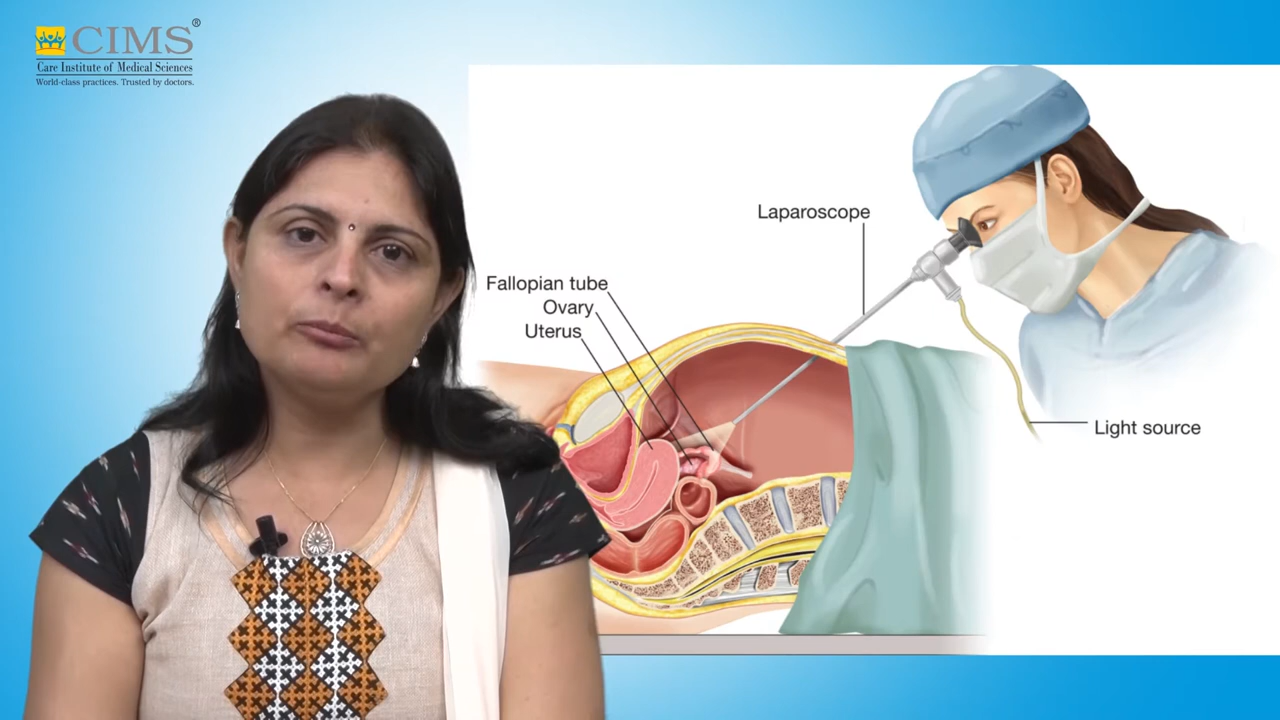 CIMS®
Care Institute of Medical Sciences
World-class practices. Trusted by doctors.
Laparoscope
Fallopian tube
Ovary
Uterus
Light source